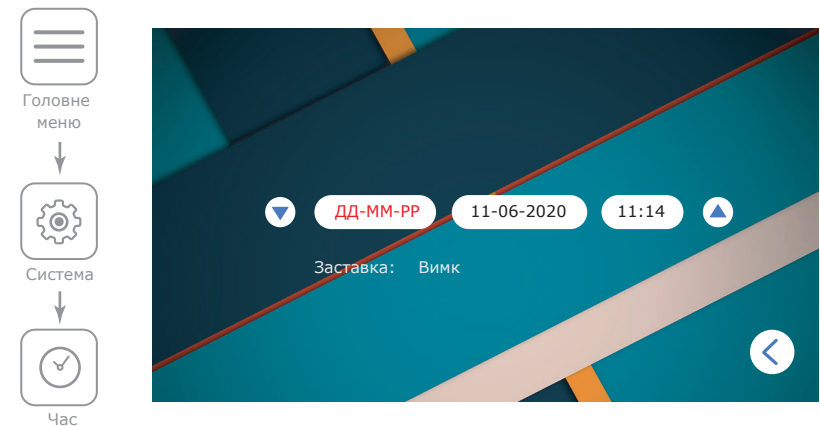 Головне
меню
Система
Час
ДД-ММ-РР 11-06-2020 11:14
Заставка: Вимк